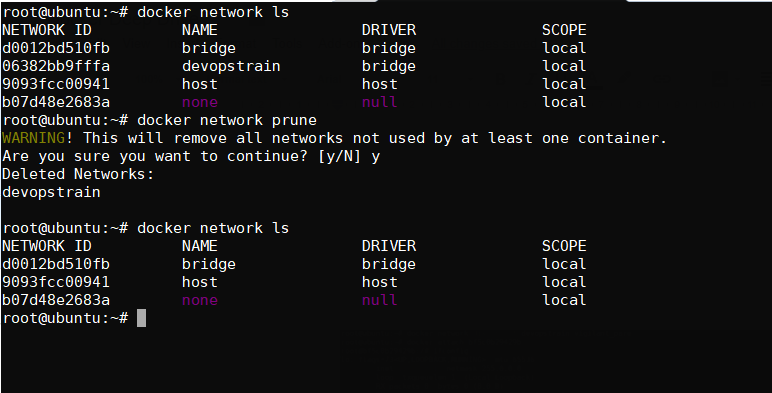 root@ubuntu:~# docker network ls
NETWORK ID          NAME                DRIVER              SCOPE
d0012bd510fb        bridge              bridge              local
06382bb9fffa        devopstrain         bridge              local
9093fcc00941        host                host                local
b07d48e2683a        none                null                local
root@ubuntu:~# docker network prune
WARNING! This will remove all networks not used by at least one container.
Are you sure you want to continue? [y/N] y
Deleted Networks:
devopstrain
root@ubuntu:~# docker network ls
NETWORK ID          NAME                DRIVER              SCOPE
d0012bd510fb        bridge              bridge              local
9093fcc00941        host                host                local
b07d48e2683a        none                null                local
root@ubuntu:~#